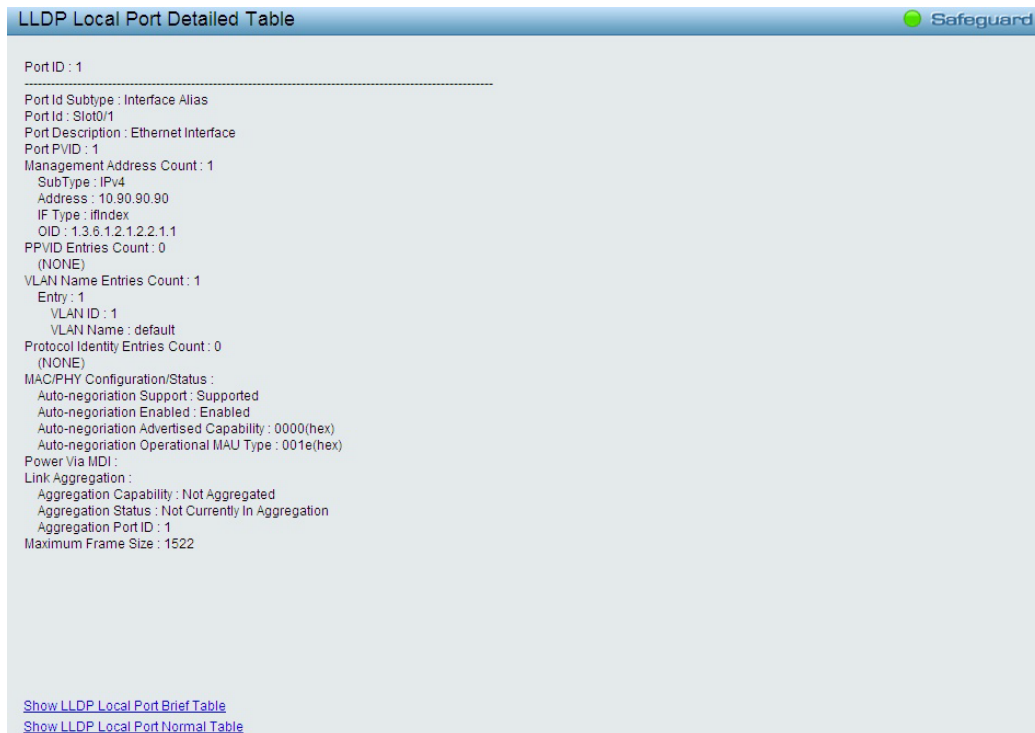 LLDP Local Port Detailed Table
Safeguard
Port ID : 1
--------------------------------------------------------------------------------------------------------------
Port Id Subtype : Interface Alias
Port Id : Slot0/1
Port Description : Ethernet Interface
Port PVID : 1
Management Address Count : 1
SubType : IPv4
Address : 10.90.90.90
IF Type : ifIndex
OID : 1.3.6.1.2.1.2.2.1.1
PPVID Entries Count : 0
(NONE)
VLAN Name Entries Count : 1
Entry : 1
VLAN ID : 1
VLAN Name : default
Protocol Identity Entries Count : 0
(NONE)
MAC/PHY Configuration/Status :
Auto-negoriation Support : Supported
Auto-negoriation Enabled : Enabled
Auto-negoriation Advertised Capability : 0000(hex)
Auto-negoriation Operational MAU Type : 001e(hex)
Power Via MDI :
Link Aggregation :
Aggregation Capability : Not Aggregated
Aggregation Status : Not Currently In Aggregation
Aggregation Port ID : 1
Maximum Frame Size : 1522
Show LLDP Local Port Brief Table
Show LLDP Local Port Normal Table